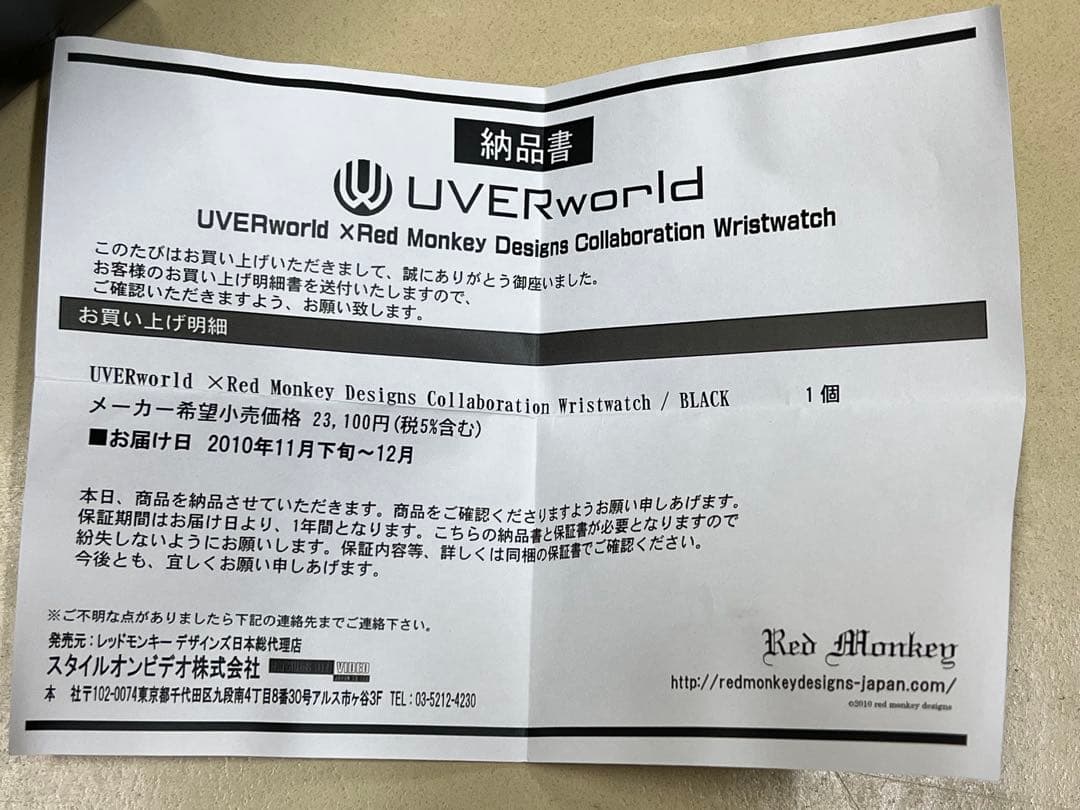 納品書
UVERworld
UVERworld ×Red Monkey Designs Collaboration Wristwatch
このたびはお買い上げいただきまして、誠にありがとう御座いました。
お客様のお買い上げ明細書を送付いたしますので、
ご確認いただきますよう、お願い致します。
お買い上げ明細
UVERworld ×Red Monkey Designs Collaboration Wristwatch / BLACK 1個
メーカー希望小売価格 23,100円(税5%含む)
■お届け日 2010年11月下旬~12月
本日、商品を納品させていただきます。商品をご確認くださりますようお願い申しあげます。
保証期間はお届け日より、1年間となります。こちらの納品書と保証書が必要となりますので
紛失しないようにお願いします。保証内容等、詳しくは同梱の保証書でご確認ください。
今後とも、宜しくお願い申しあげます。
※ご不明な点がありましたら下記の連絡先までご連絡下さい。
発売元:レッドモンキー デザインズ日本総代理店
スタイルオンビデオ株式会社 VIDEO
本 社〒102-0074東京都千代田区九段南4丁目8番30号アルス市ヶ谷3F TEL:03-5212-4230
Red Monkey
http://redmonkeydesigns-japan.com/
©2010 red monkey designs